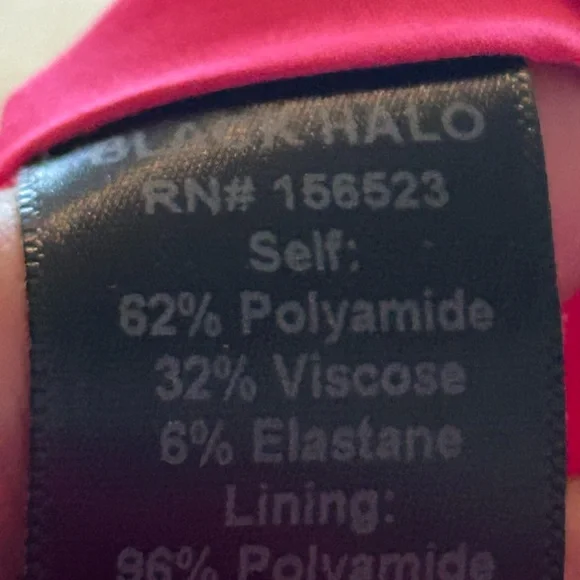 BLACK HALO
RN# 156523
Self:
62% Polyamide
32% Viscose
6% Elastane
Lining:
96% Polyamide